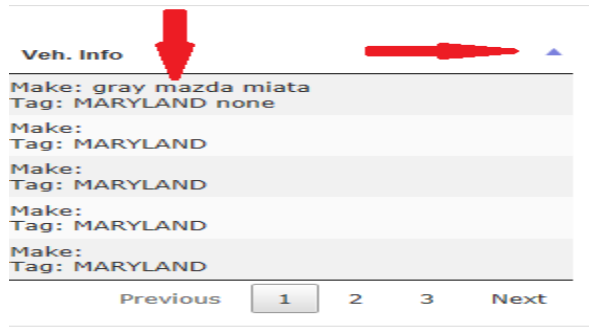 Veh. Info
Make: gray mazda miata
Tag: MARYLAND none
Make:
Tag: MARYLAND
Make:
Tag: MARYLAND
Make:
Tag: MARYLAND
Make:
Tag: MARYLAND
Previous 1 2 3 Next